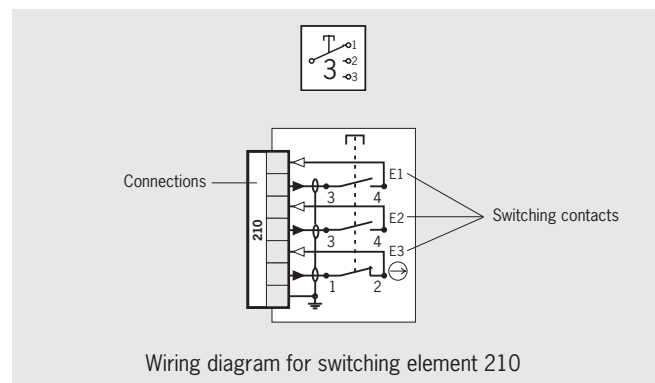 1
2
3
3
Connections
210
E1
3 4
E2
3 4
E3
1 2
Switching contacts
Wiring diagram for switching element 210